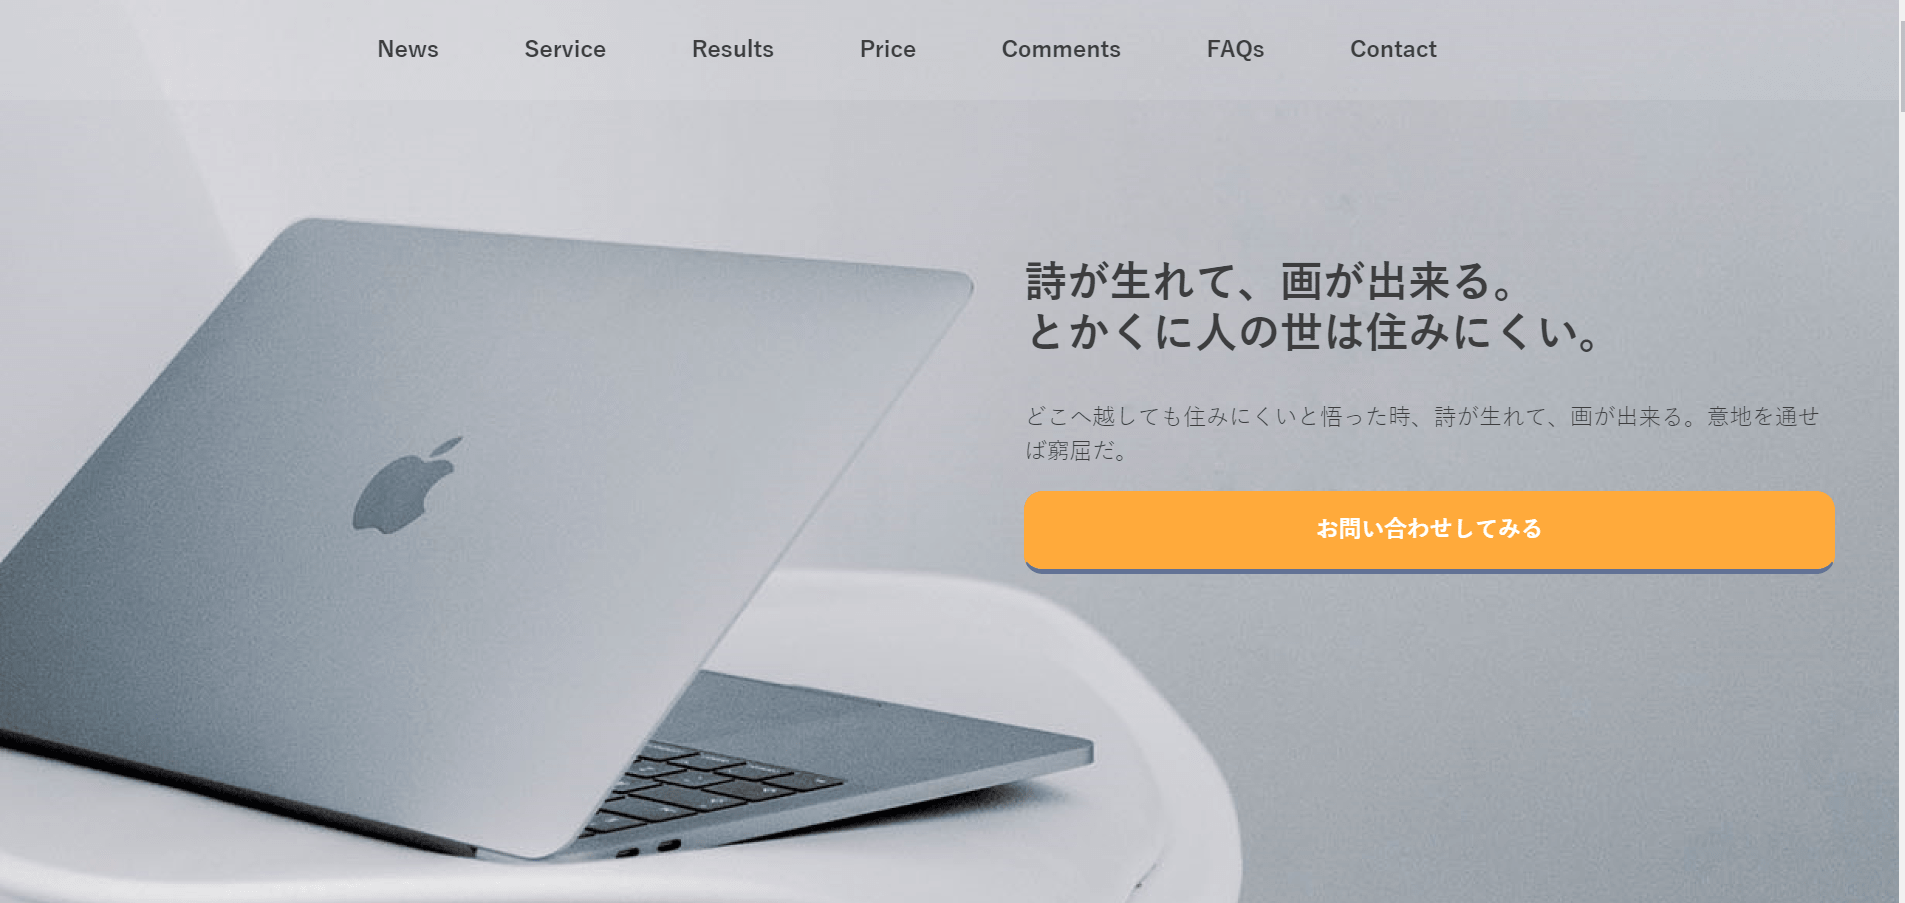 News Service Results Price Comments FAQs Contact
詩が生れて、画が出来る。
とかくに人の世は住みにくい。
どこへ越しても住みにくいと悟った時、詩が生れて、画が出来る。意地を通せ
ば窮屈だ。
お問い合わせしてみる